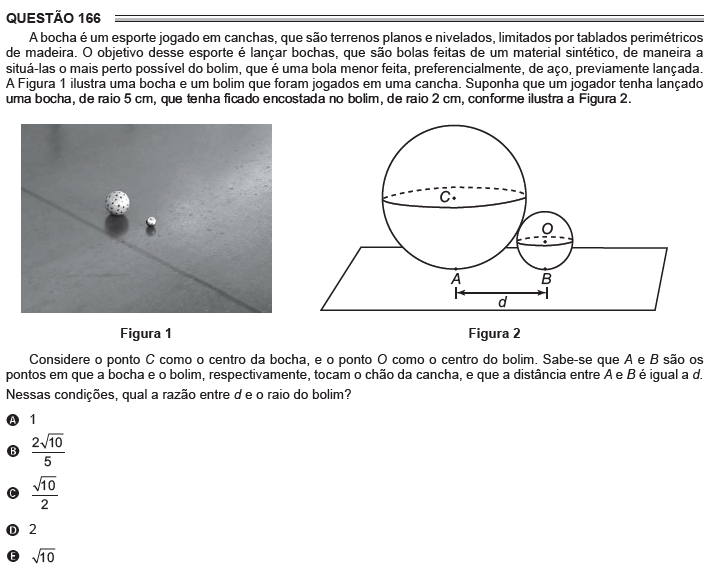 QUESTÃO 166
A bocha é um esporte jogado em canchas, que são terrenos planos e nivelados, limitados por tablados perimétricos
de madeira. O objetivo desse esporte é lançar bochas, que são bolas feitas de um material sintético, de maneira a
situá-las o mais perto possível do bolim, que é uma bola menor feita, preferencialmente, de aço, previamente lançada.
A Figura 1 ilustra uma bocha e um bolim que foram jogados em uma cancha. Suponha que um jogador tenha lançado
uma bocha, de raio 5 cm, que tenha ficado encostada no bolim, de raio 2 cm, conforme ilustra a Figura 2.
C
O
A
B
d
Figura 1
Figura 2
Considere o ponto C como o centro da bocha, e o ponto O como o centro do bolim. Sabe-se que A e B são os
pontos em que a bocha e o bolim, respectivamente, tocam o chão da cancha, e que a distância entre A e B é igual a d.
Nessas condições, qual a razão entre d e o raio do bolim?
A 1
B 2√10/5
C √10/2
D 2
E √10